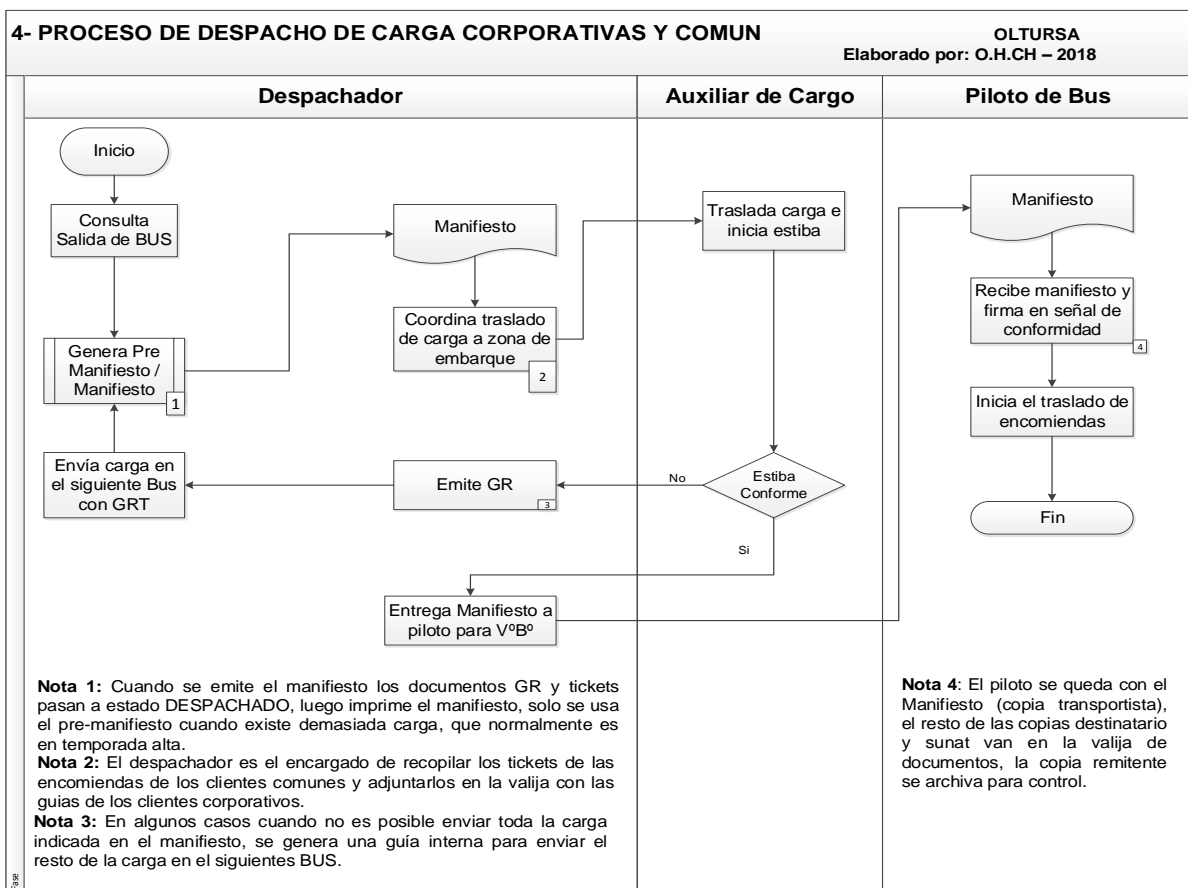 4- PROCESO DE DESPACHO DE CARGA CORPORATIVAS Y COMUN
OLTURSA
Elaborado por: O.H.CH – 2018
Despachador
Auxiliar de Cargo
Piloto de Bus
Inicio
Consulta
Salida de BUS
Genera Pre
Manifiesto /
Manifiesto
1
Manifiesto
Coordina traslado
de carga a zona de
embarque
2
Traslada carga e
inicia estiba
Estiba
Conforme
No
Emite GR
3
Envía carga en
el siguiente Bus
con GRT
Si
Entrega Manifiesto a
piloto para VºBº
Manifiesto
Recibe manifiesto y
firma en señal de
conformidad
4
Inicia el traslado de
encomiendas
Fin
Nota 1: Cuando se emite el manifiesto los documentos GR y tickets
pasan a estado DESPACHADO, luego imprime el manifiesto, solo se usa
el pre-manifiesto cuando existe demasiada carga, que normalmente es
en temporada alta.
Nota 2: El despachador es el encargado de recopilar los tickets de las
encomiendas de los clientes comunes y adjuntarlos en la valija con las
guias de los clientes corporativos.
Nota 3: En algunos casos cuando no es posible enviar toda la carga
indicada en el manifiesto, se genera una guía interna para enviar el
resto de la carga en el siguientes BUS.
Nota 4: El piloto se queda con el
Manifiesto (copia transportista),
el resto de las copias destinatario
y sunat van en la valija de
documentos, la copia remitente
se archiva para control.
Fase